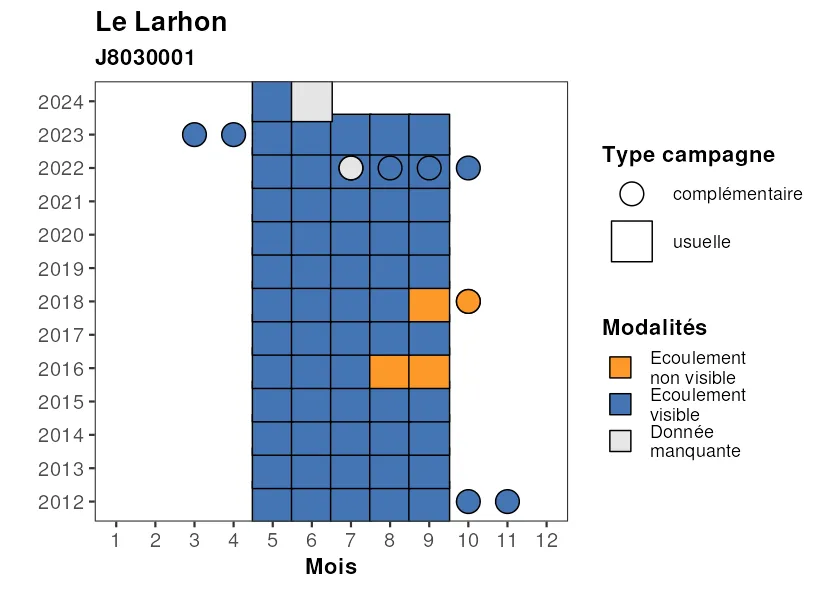 Le Larhon
J8030001
2024
2023
2022
2021
2020
2019
2018
2017
2016
2015
2014
2013
2012
1 2 3 4 5 6 7 8 9 10 11 12
Mois
Type campagne
complémentaire
usuelle
Modalités
Ecoulement
non visible
Ecoulement
visible
Donnée
manquante